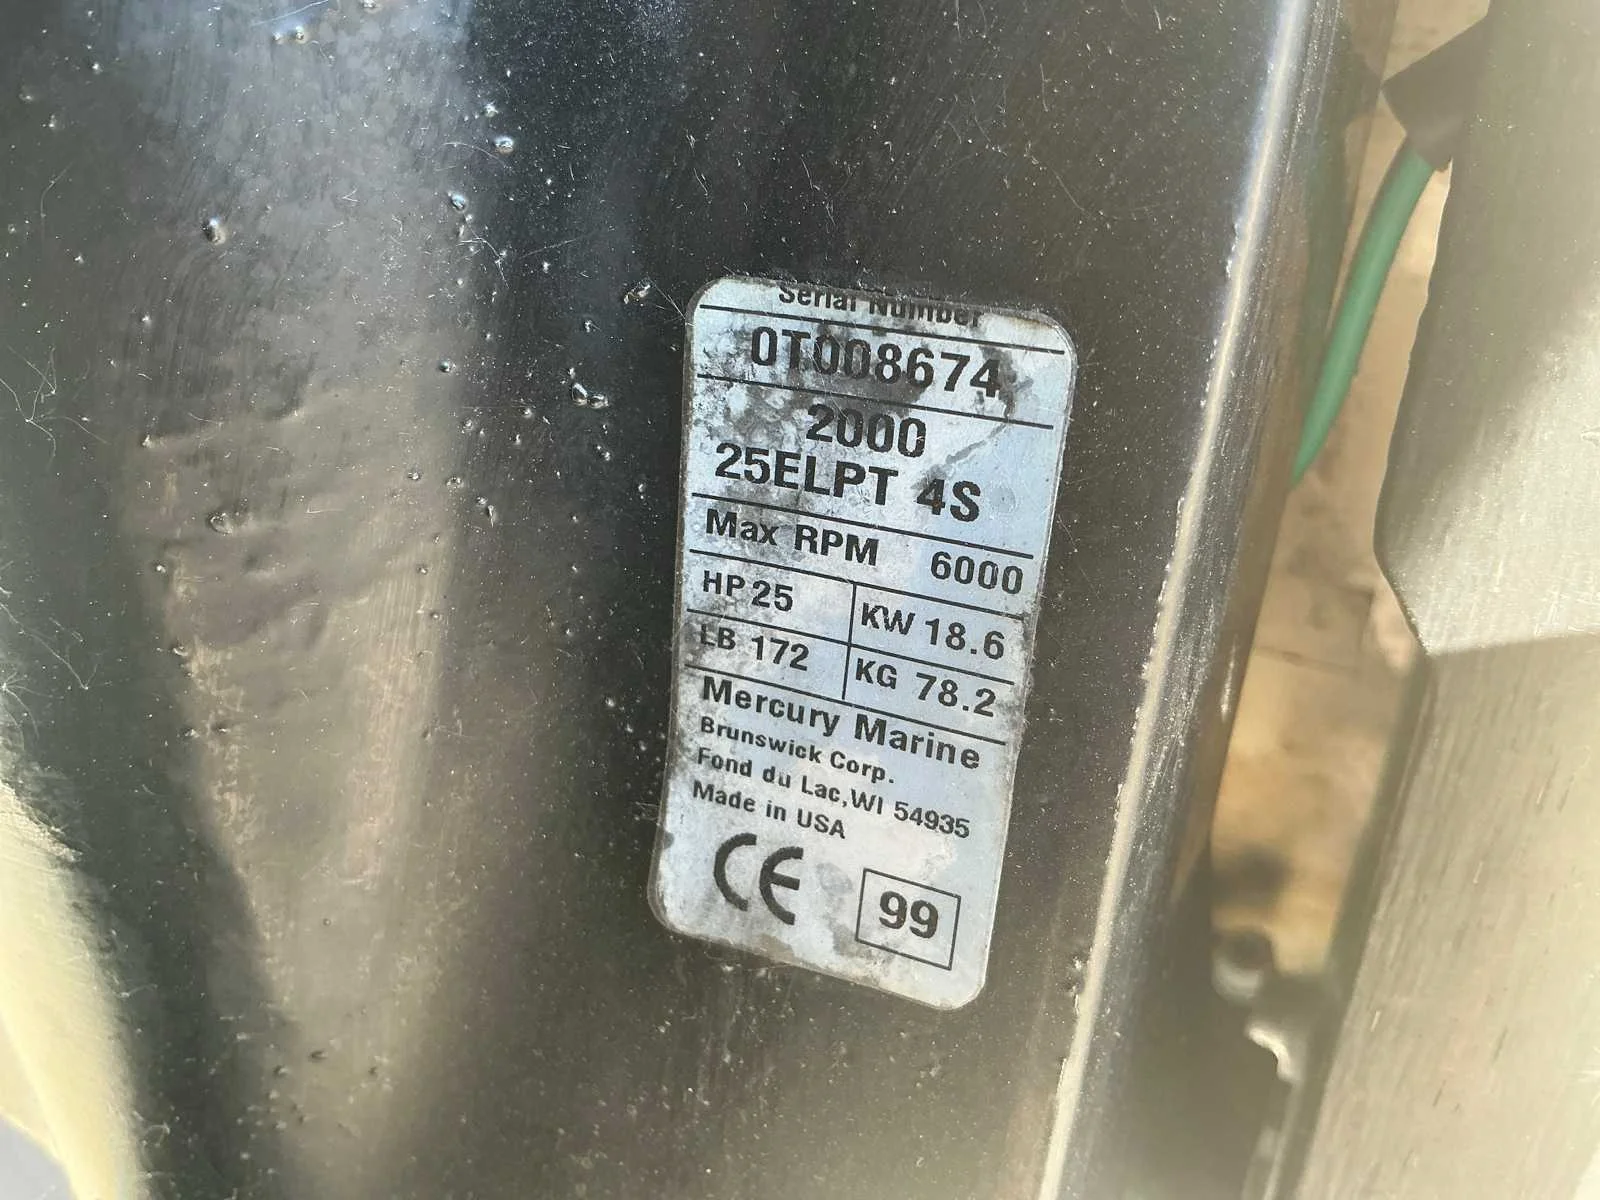 Serial Number
0T008674
2000
25ELPT 4S
Max RPM 6000
HP 25 KW 18.6
LB 172 KG 78.2
Mercury Marine
Brunswick Corp.
Fond du Lac,WI 54935
Made in USA
CE 99